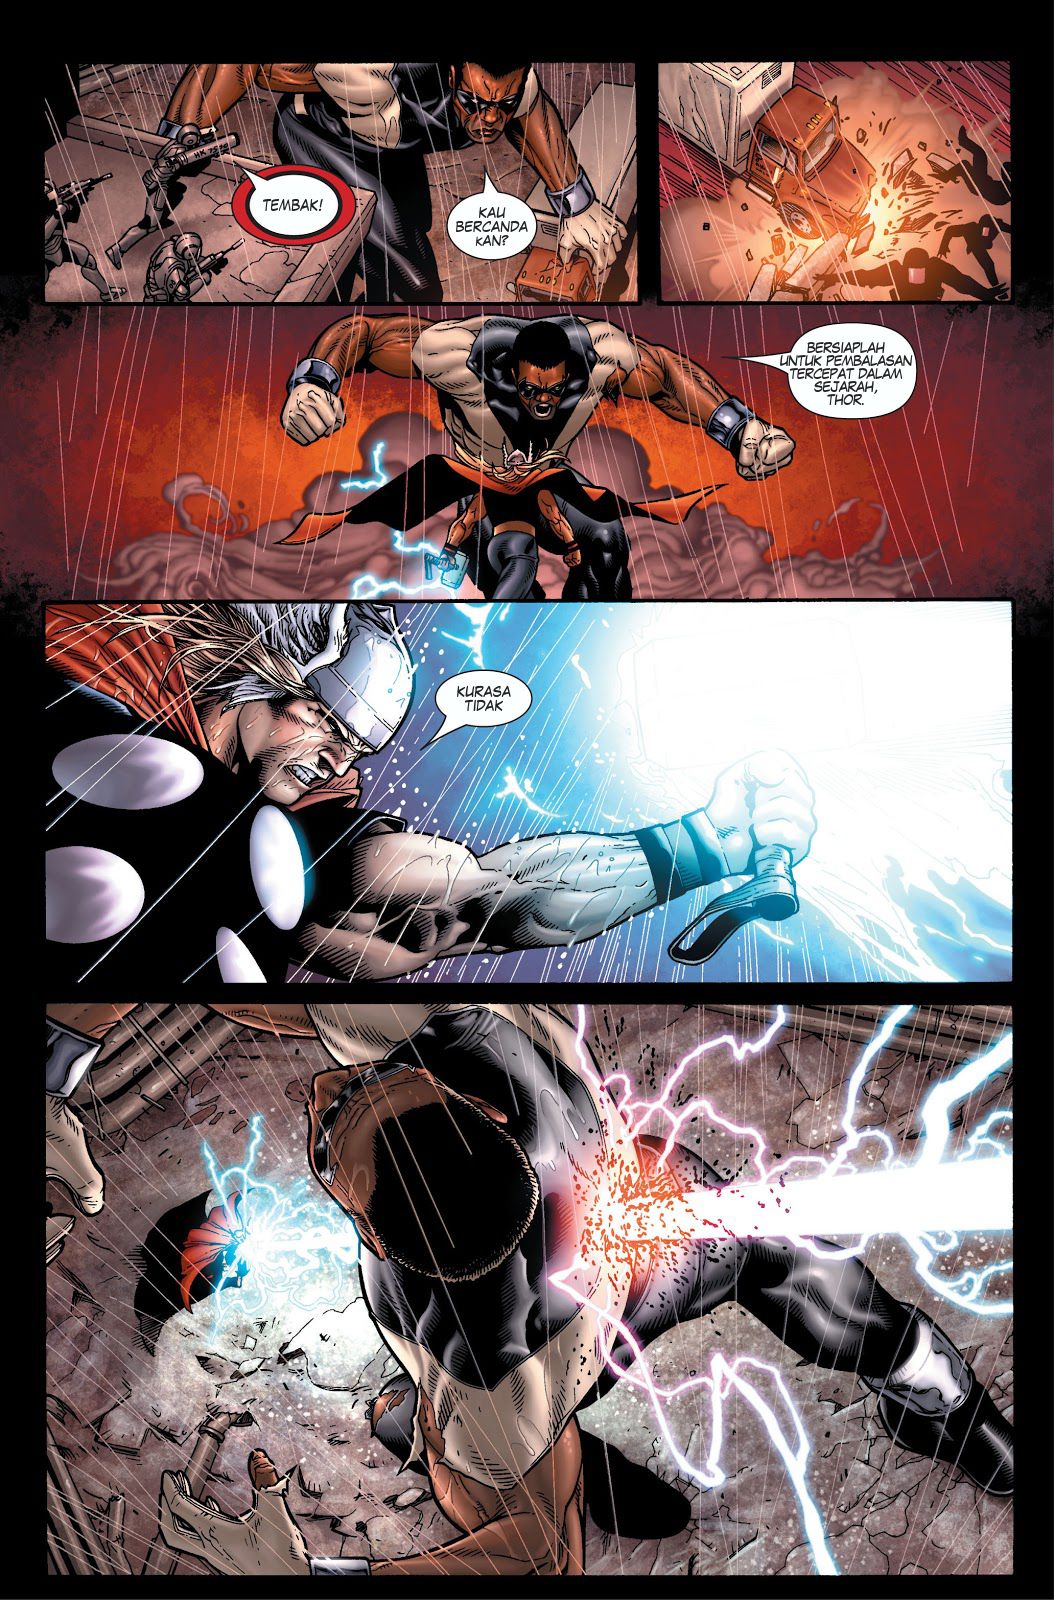 TEMBAK!
KAU
BERCANDA
KAN?
BERSIAPLAH
UNTUK PEMBALASAN
TERCEPAT DALAM
SEJARAH,
THOR.
KURASA
TIDAK